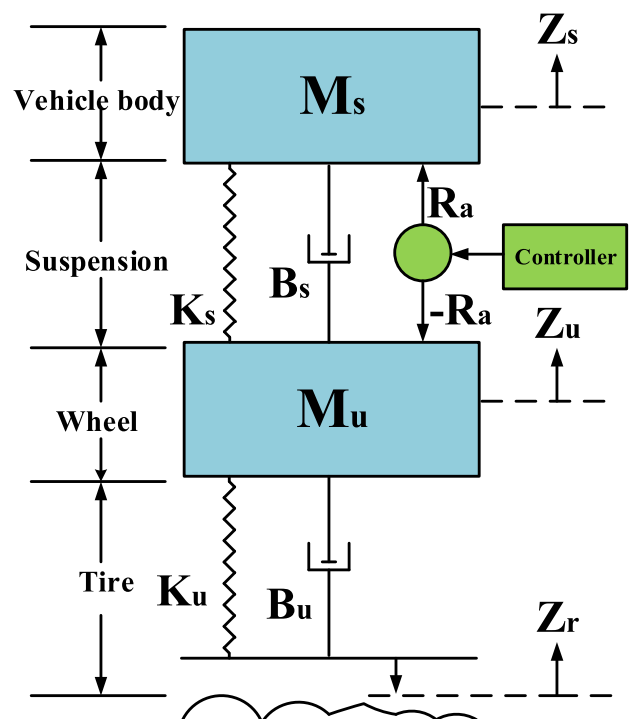 Zs
Vehicle body
Ms
Ra
Suspension
Controller
Bs
Ks
-Ra
Zu
Wheel
Mu
Tire
Ku
Bu
Zr